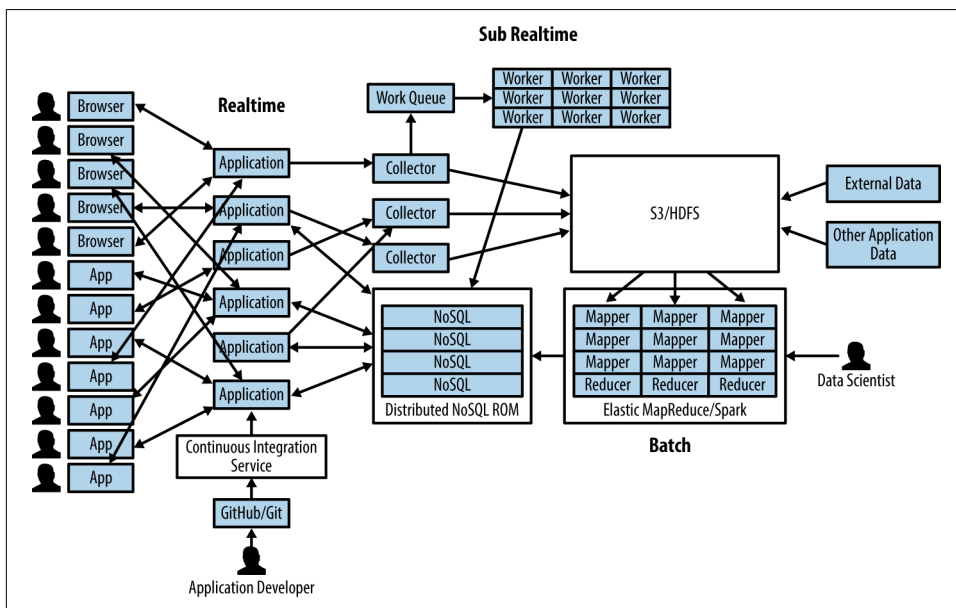 Sub Realtime
Realtime
Browser
Browser
Browser
Browser
Browser
App
App
App
App
App
App
App
Application
Application
Application
Application
Application
Application
Continuous Integration
Service
GitHub/Git
Application Developer
Work Queue
Worker Worker Worker
Worker Worker Worker
Worker Worker Worker
Collector
Collector
Collector
S3/HDFS
External Data
Other Application
Data
NoSQL
NoSQL
NoSQL
NoSQL
Distributed NoSQL ROM
Mapper Mapper Mapper
Mapper Mapper Mapper
Mapper Mapper Mapper
Reducer Reducer Reducer
Elastic MapReduce/Spark
Data Scientist
Batch